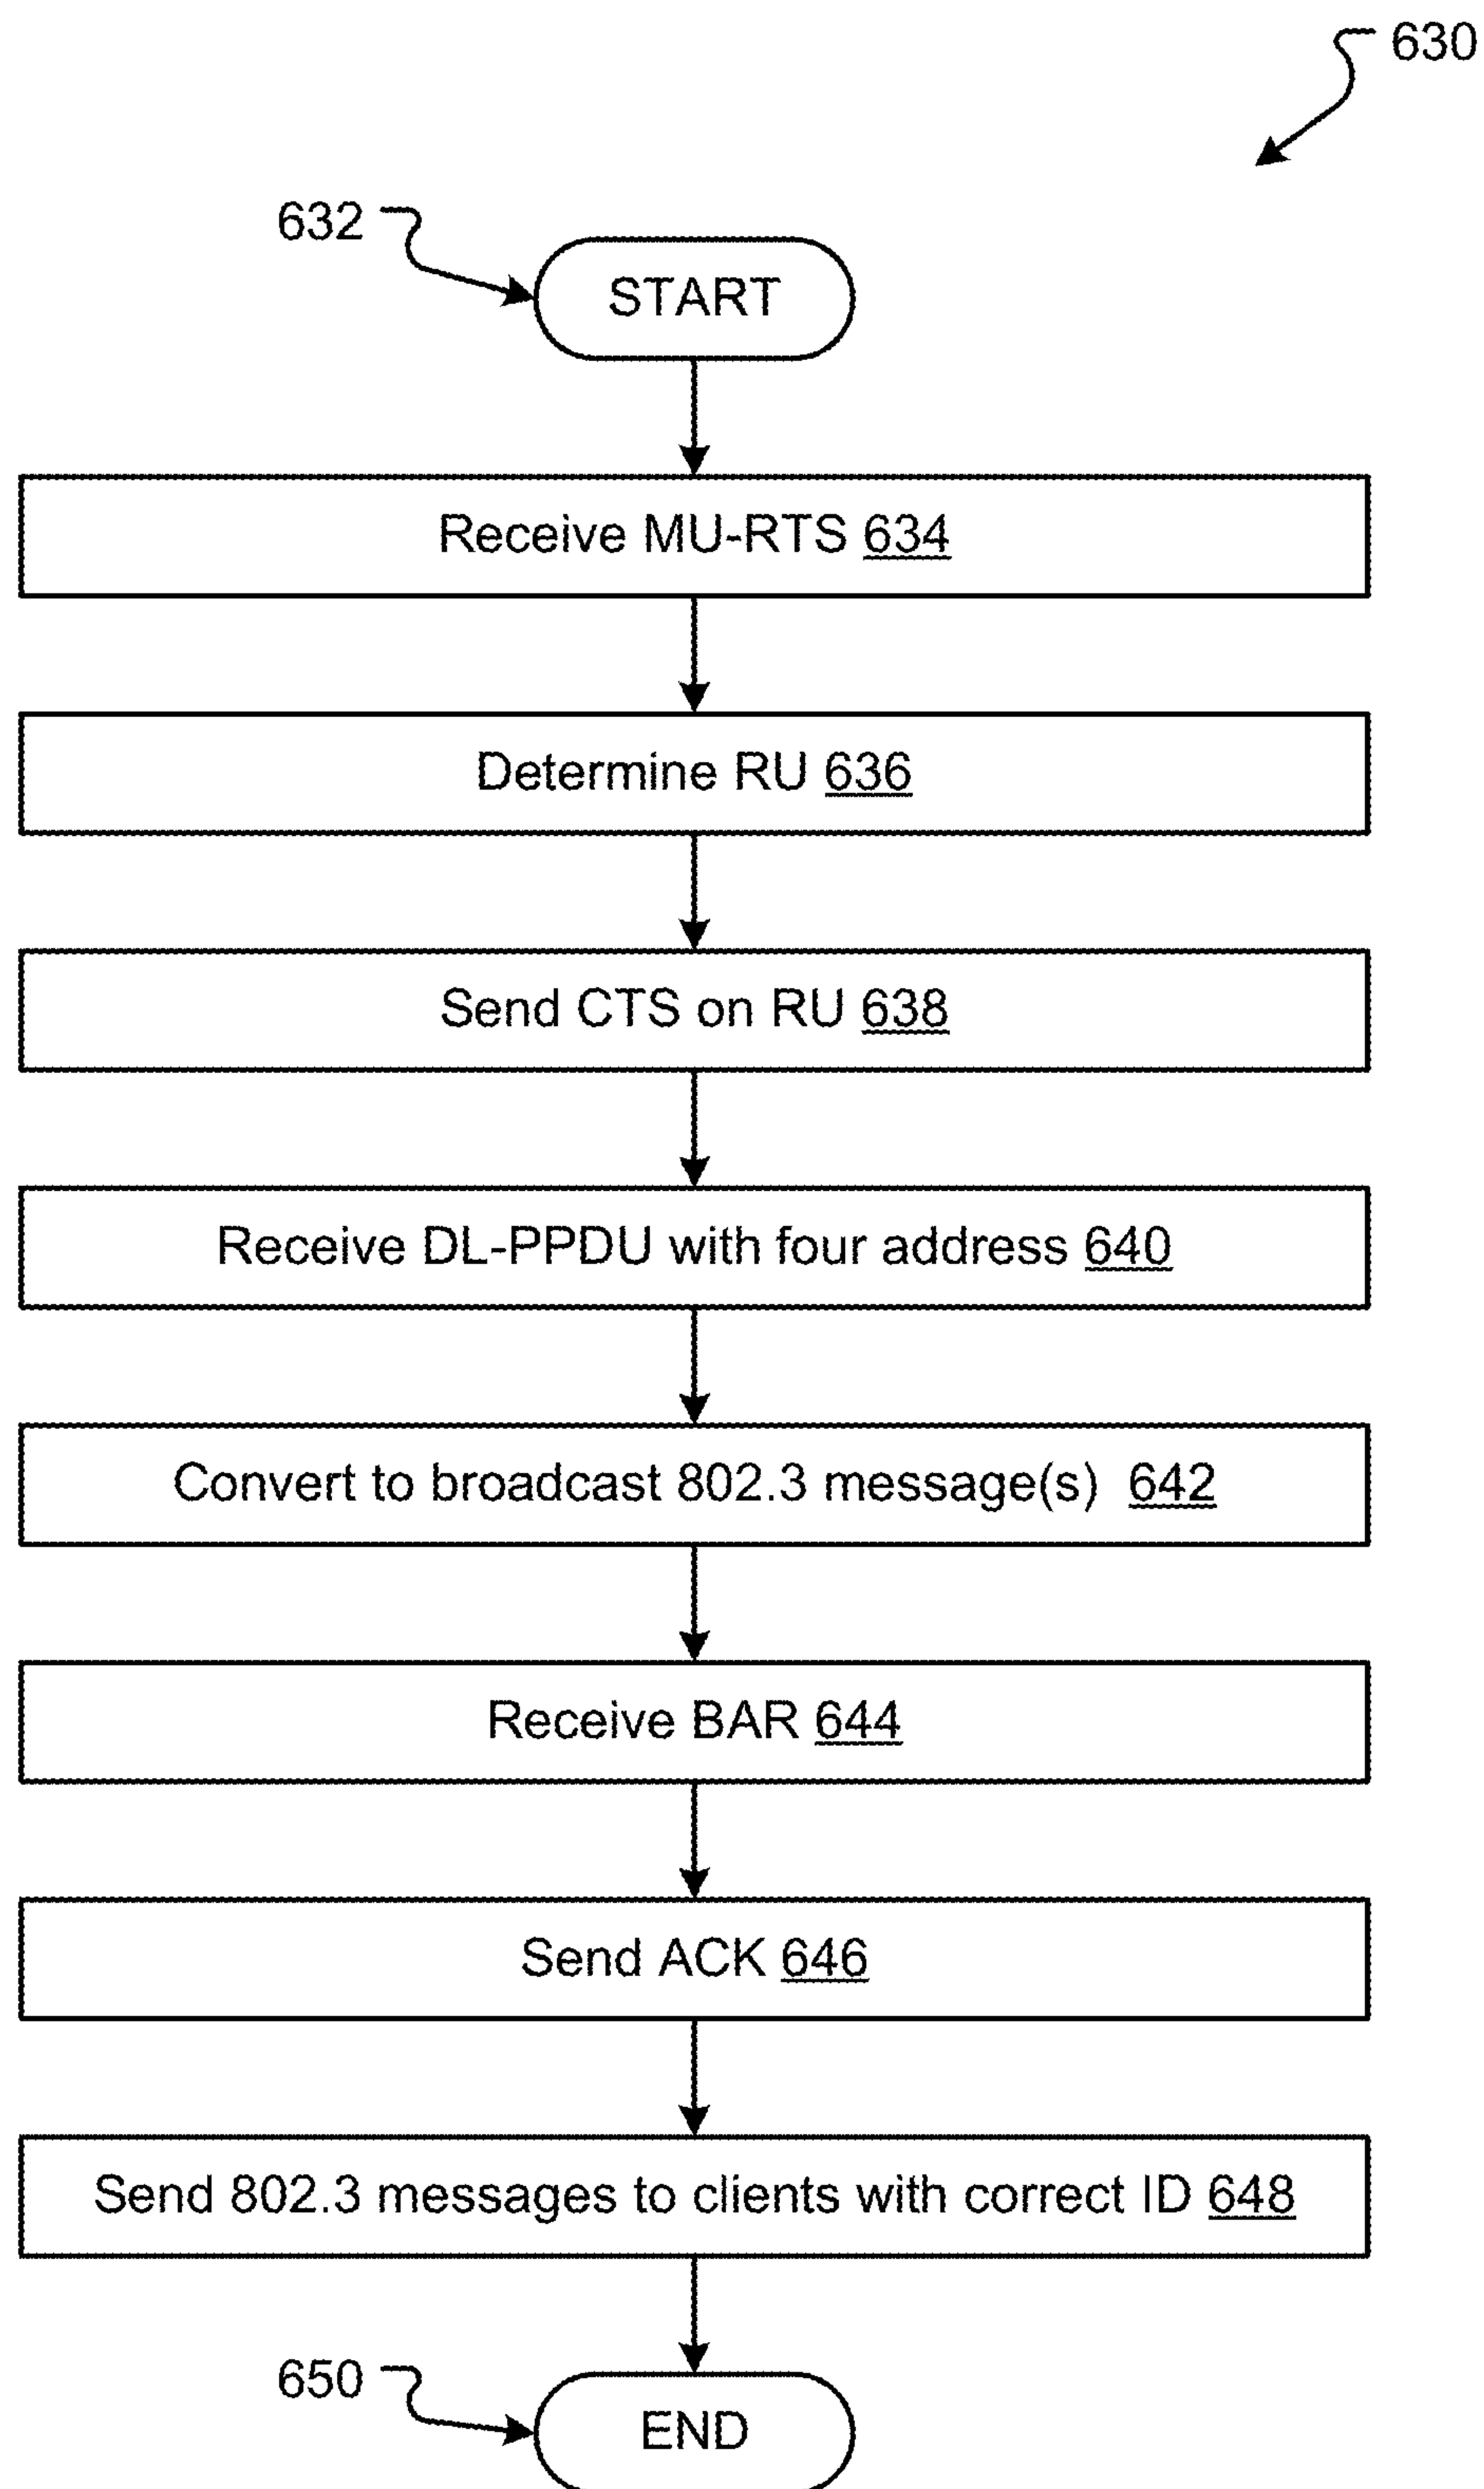 630
632
START
Receive MU-RTS 634
Determine RU 636
Send CTS on RU 638
Receive DL-PPDU with four address 640
Convert to broadcast 802.3 message(s) 642
Receive BAR 644
Send ACK 646
Send 802.3 messages to clients with correct ID 648
650
END